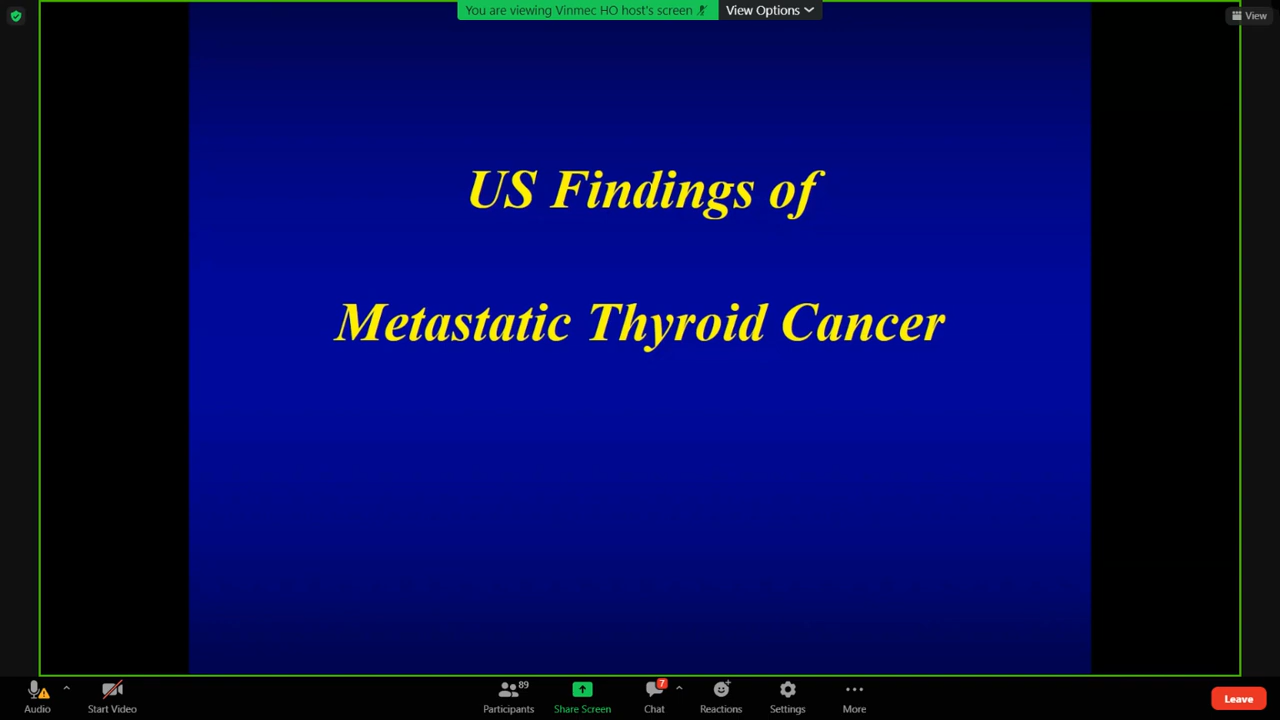 You are viewing Vinmec HO host's screen
View Options
View
US Findings of
Metastatic Thyroid Cancer
Audio
Start Video
89
Participants
Share Screen
7
Chat
Reactions
Settings
More
Leave